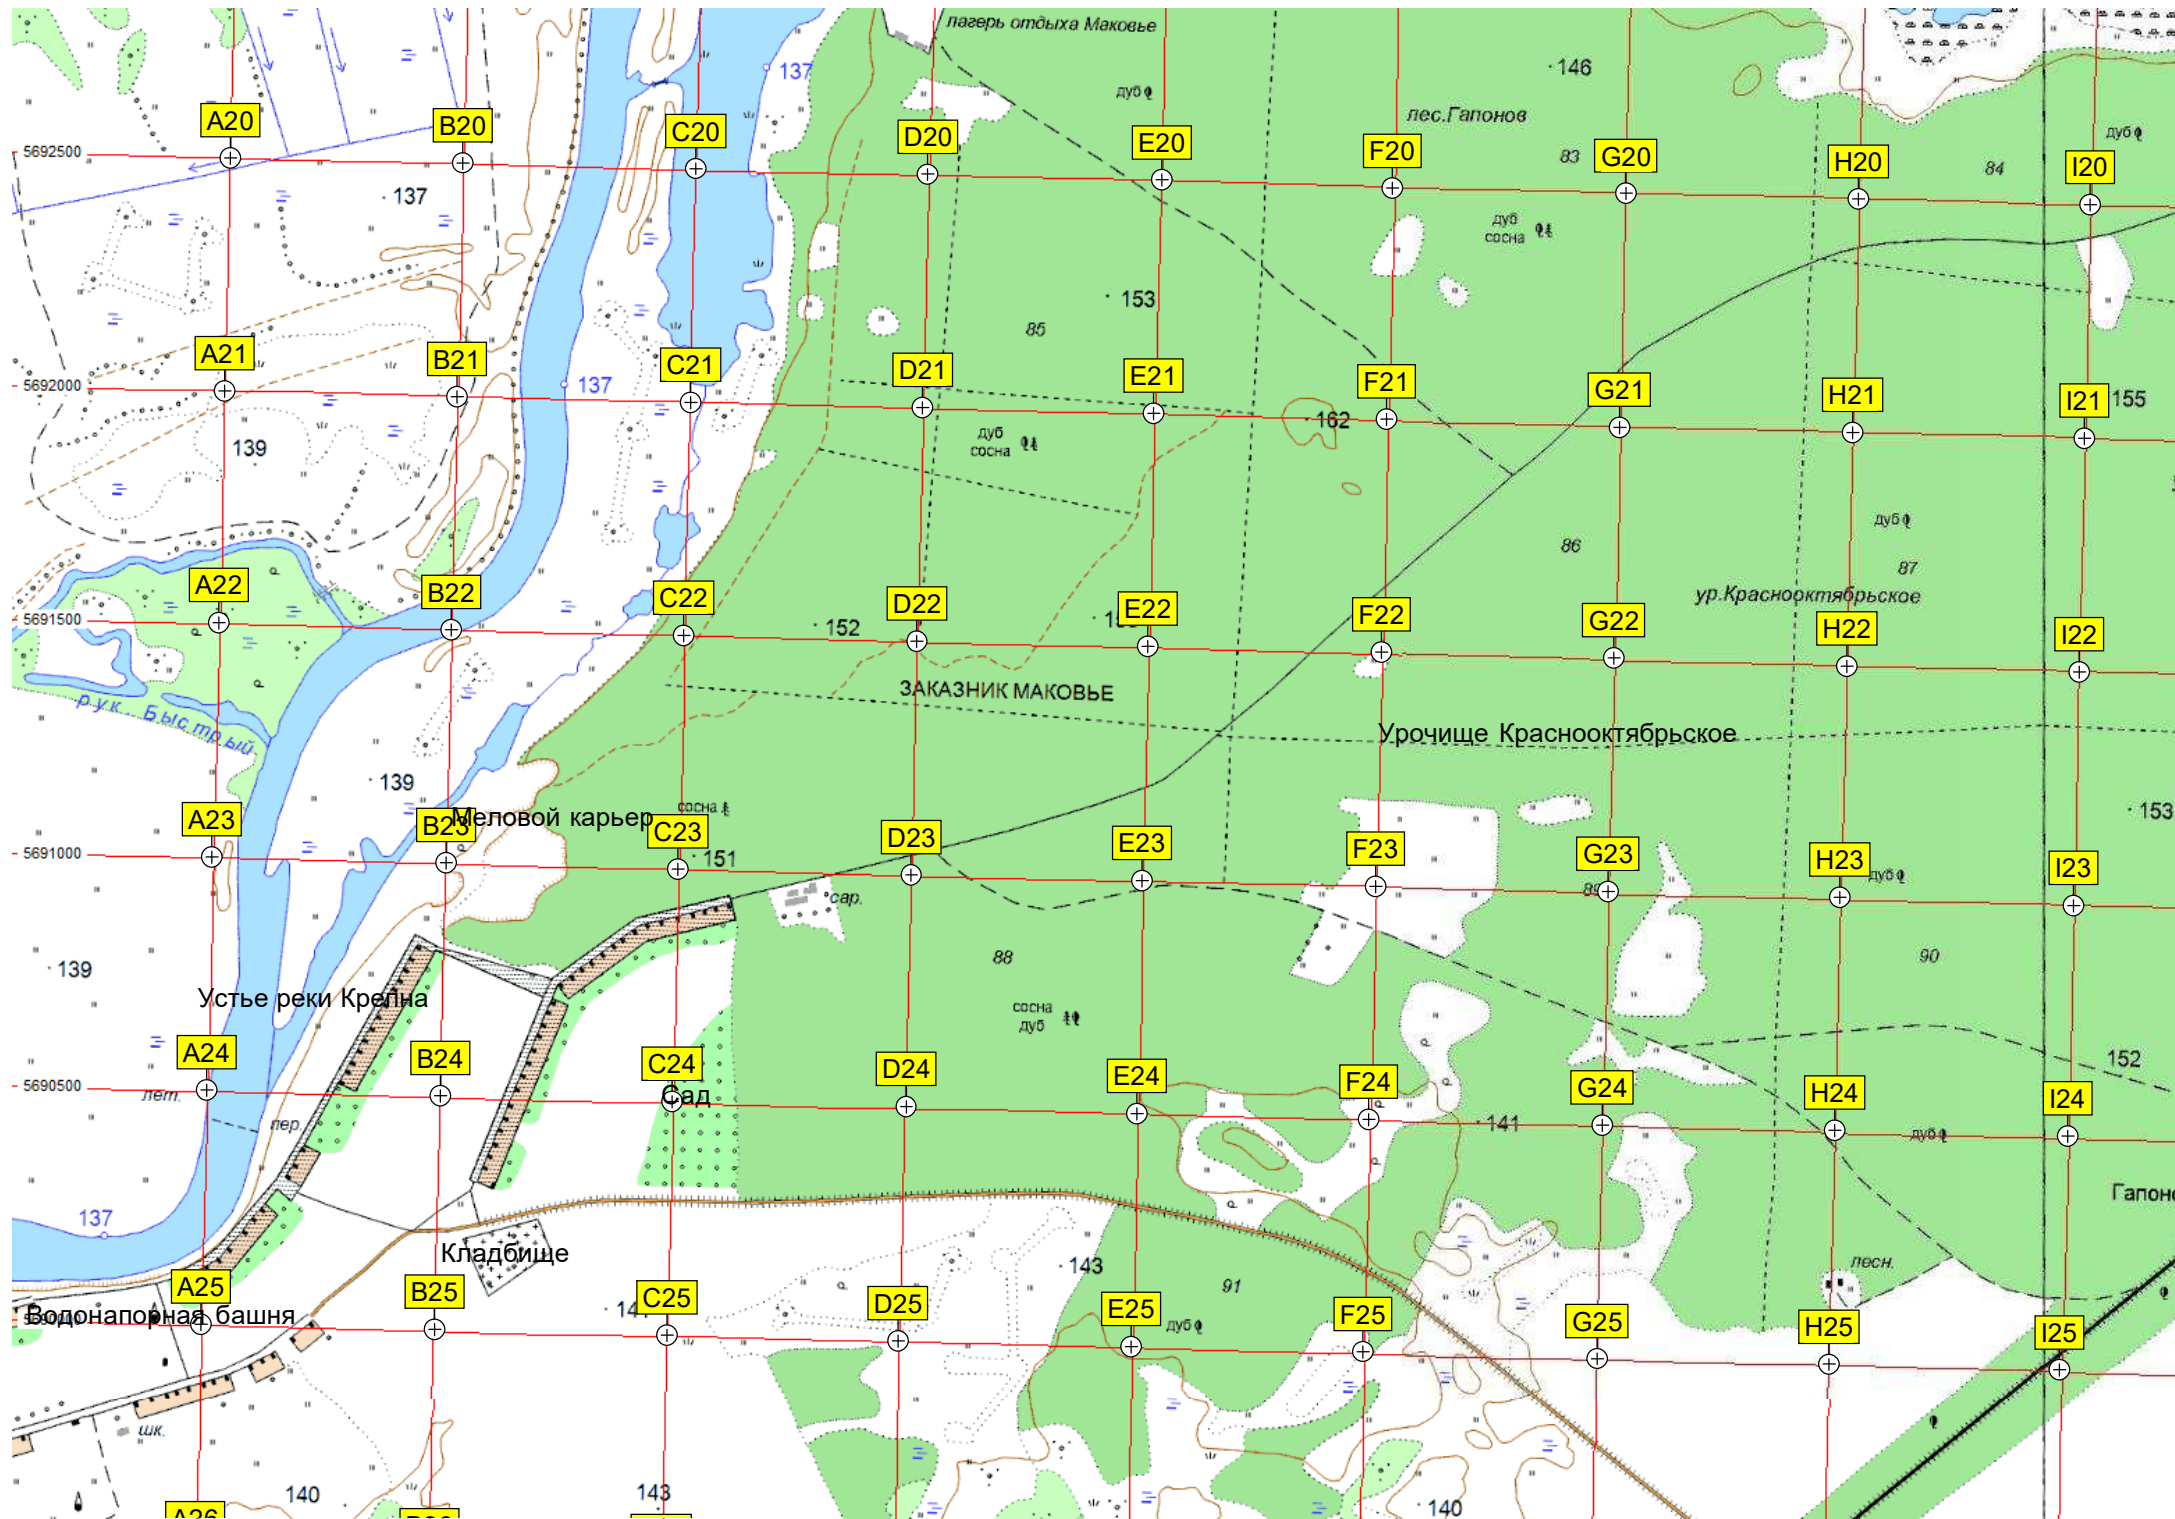 лагерь отдыха Маковье
137
146
дуб
лес.Гапонов
дуб
A20
B20
C20
D20
E20
F20
G20
H20
I20
5692500
83
84
137
дуб
сосна
153
85
A21
B21
C21
D21
E21
F21
G21
H21
I21
5692000
137
155
162
139
дуб
сосна
дуб
86
87
ур.Краснооктябрьское
A22
B22
C22
D22
E22
F22
G22
H22
I22
5691500
152
ЗАКАЗНИК МАКОВЬЕ
рук. Быстрый
Урочище Краснооктябрьское
139
сосна
153
Меловой карьер
A23
B23
C23
D23
E23
F23
G23
H23
I23
5691000
151
дуб
89
сар.
88
90
139
Устье реки Крепна
сосна
дуб
152
A24
B24
C24
D24
E24
F24
G24
H24
I24
5690500
лет.
Сад
пер.
141
дуб
137
Гапон
Кладбище
143
91
лесн.
A25
B25
C25
D25
E25
F25
G25
H25
I25
5690000
Водонапорная башня
дуб
шк.
140
143
140
A26